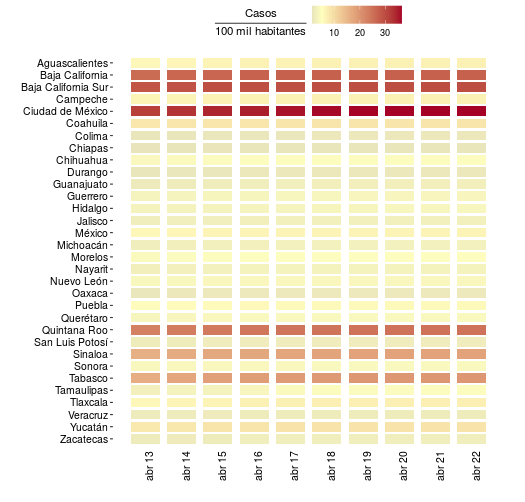 Casos
100 mil habitantes
10 20 30
Aguascalientes
Baja California
Baja California Sur
Campeche
Ciudad de México
Coahuila
Colima
Chiapas
Chihuahua
Durango
Guanajuato
Guerrero
Hidalgo
Jalisco
México
Michoacán
Morelos
Nayarit
Nuevo León
Oaxaca
Puebla
Querétaro
Quintana Roo
San Luis Potosí
Sinaloa
Sonora
Tabasco
Tamaulipas
Tlaxcala
Veracruz
Yucatán
Zacatecas
abr 13
abr 14
abr 15
abr 16
abr 17
abr 18
abr 19
abr 20
abr 21
abr 22